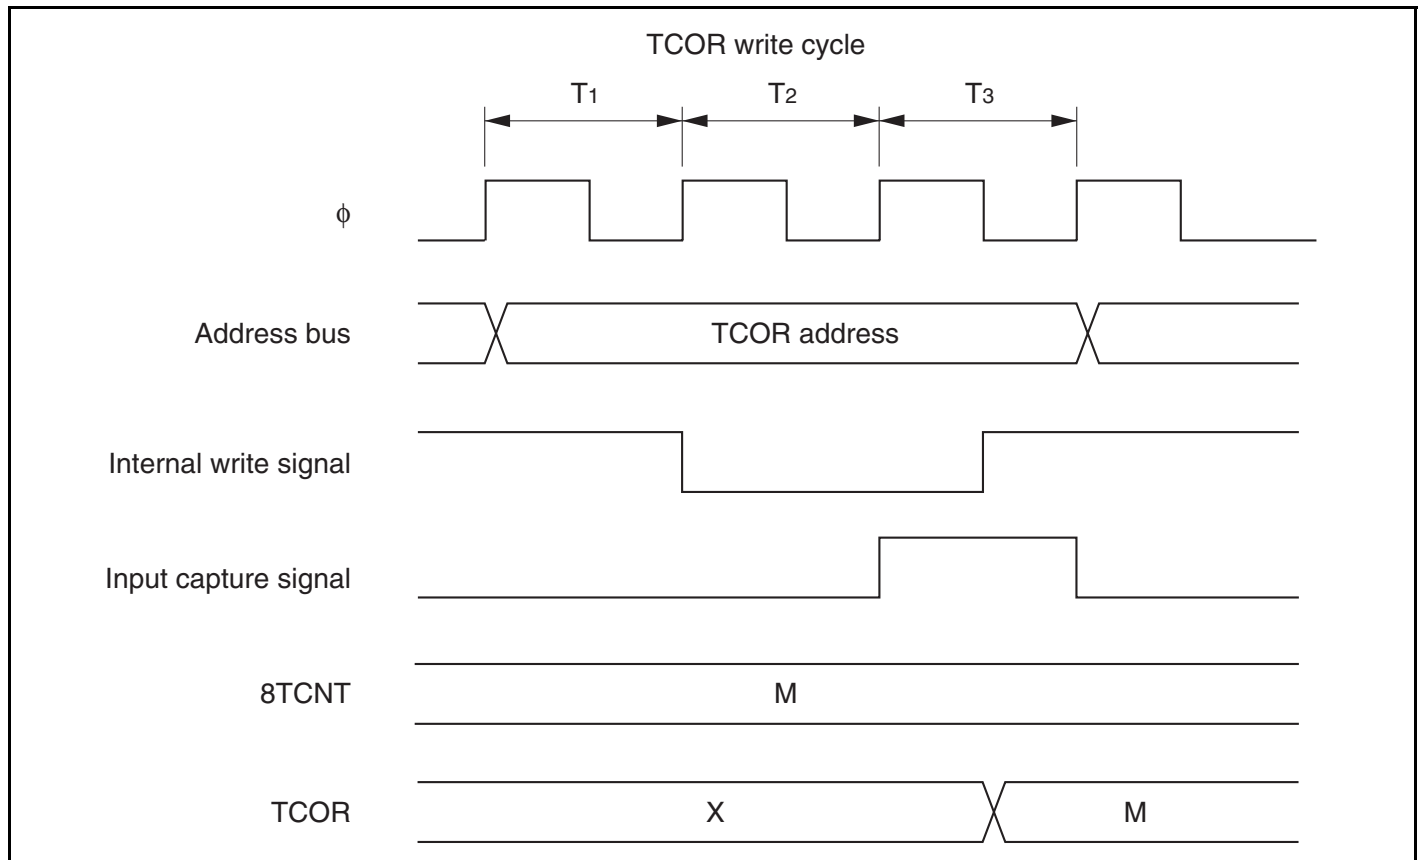 TCOR write cycle
T1 T2 T3
ϕ
Address bus TCOR address
Internal write signal
Input capture signal
8TCNT M
TCOR X M